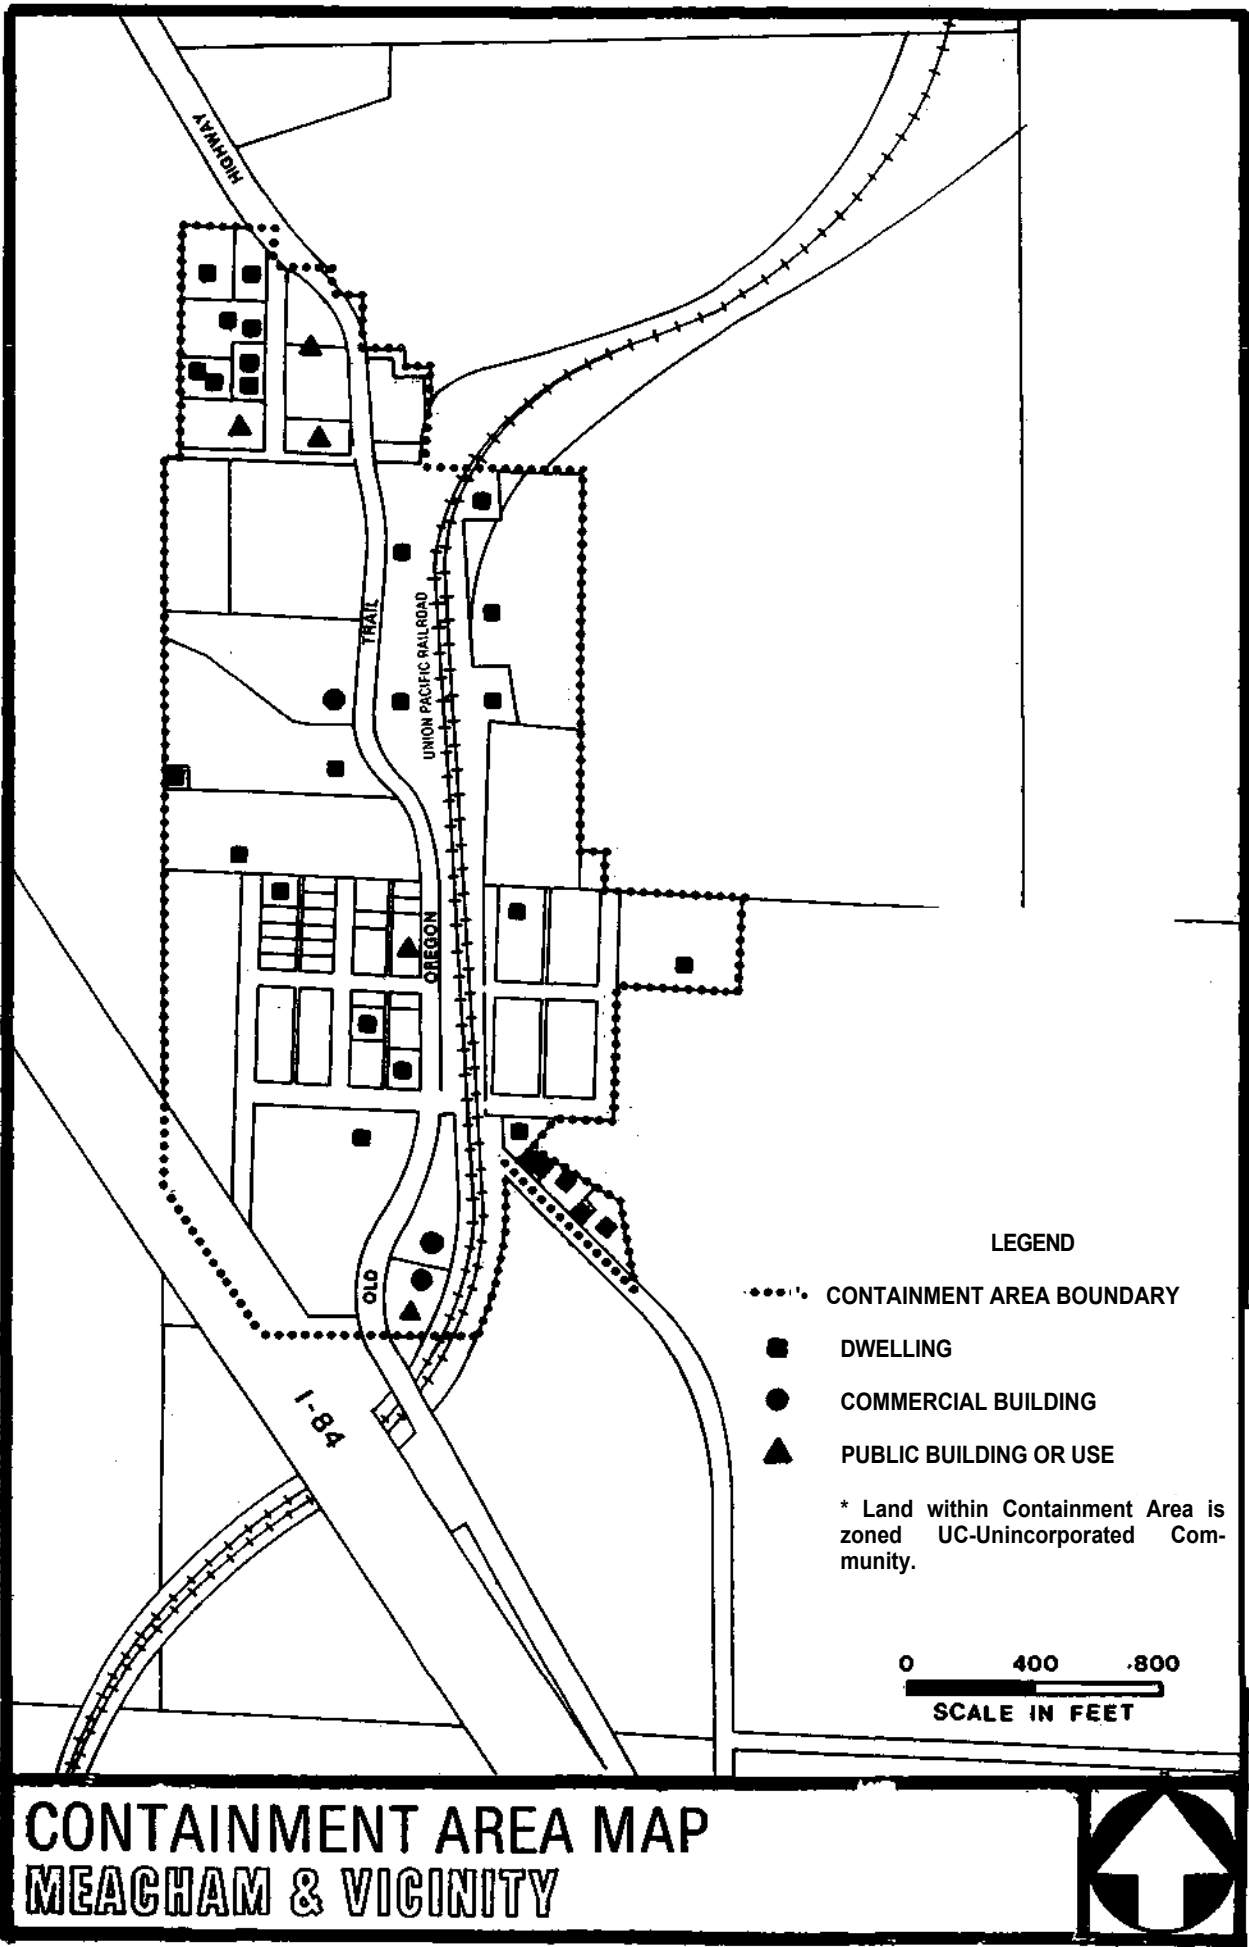 HIGHWAY
TRAIL
UNION PACIFIC RAILROAD
OREGON
OLD
I-84
LEGEND
CONTAINMENT AREA BOUNDARY
DWELLING
COMMERCIAL BUILDING
PUBLIC BUILDING OR USE
* Land within Containment Area is
zoned UC-Unincorporated Com-
munity.
0 400 800
SCALE IN FEET
CONTAINMENT AREA MAP
MEACHAM & VICINITY